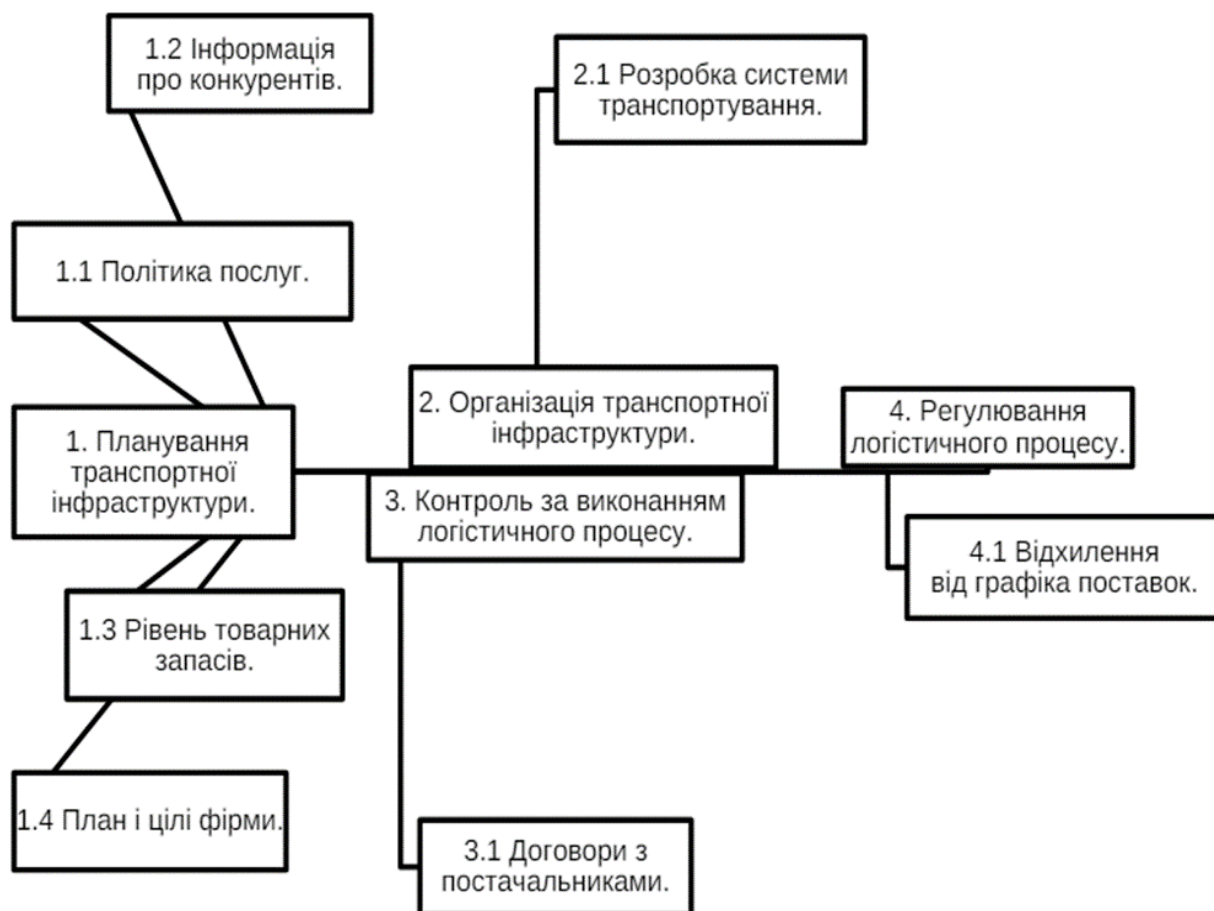 1.2 Інформація
про конкурентів.
2.1 Розробка системи
транспортування.
1.1 Політика послуг.
2. Організація транспортної
інфраструктури.
4. Регулювання
логістичного процесу.
1. Планування
транспортної
інфраструктури.
3. Контроль за виконанням
логістичного процесу.
4.1 Відхилення
від графіка поставок.
1.3 Рівень товарних
запасів.
1.4 План і цілі фірми.
3.1 Договори з
постачальниками.